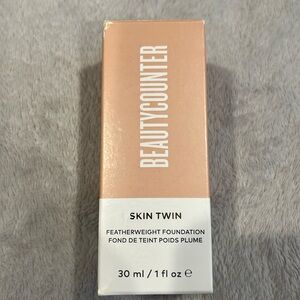 BEAUTYCOUNTER
SKIN TWIN
FEATHERWEIGHT FOUNDATION
FOND DE TEINT POIDS PLUME
30 ml / 1 fl oz ℮